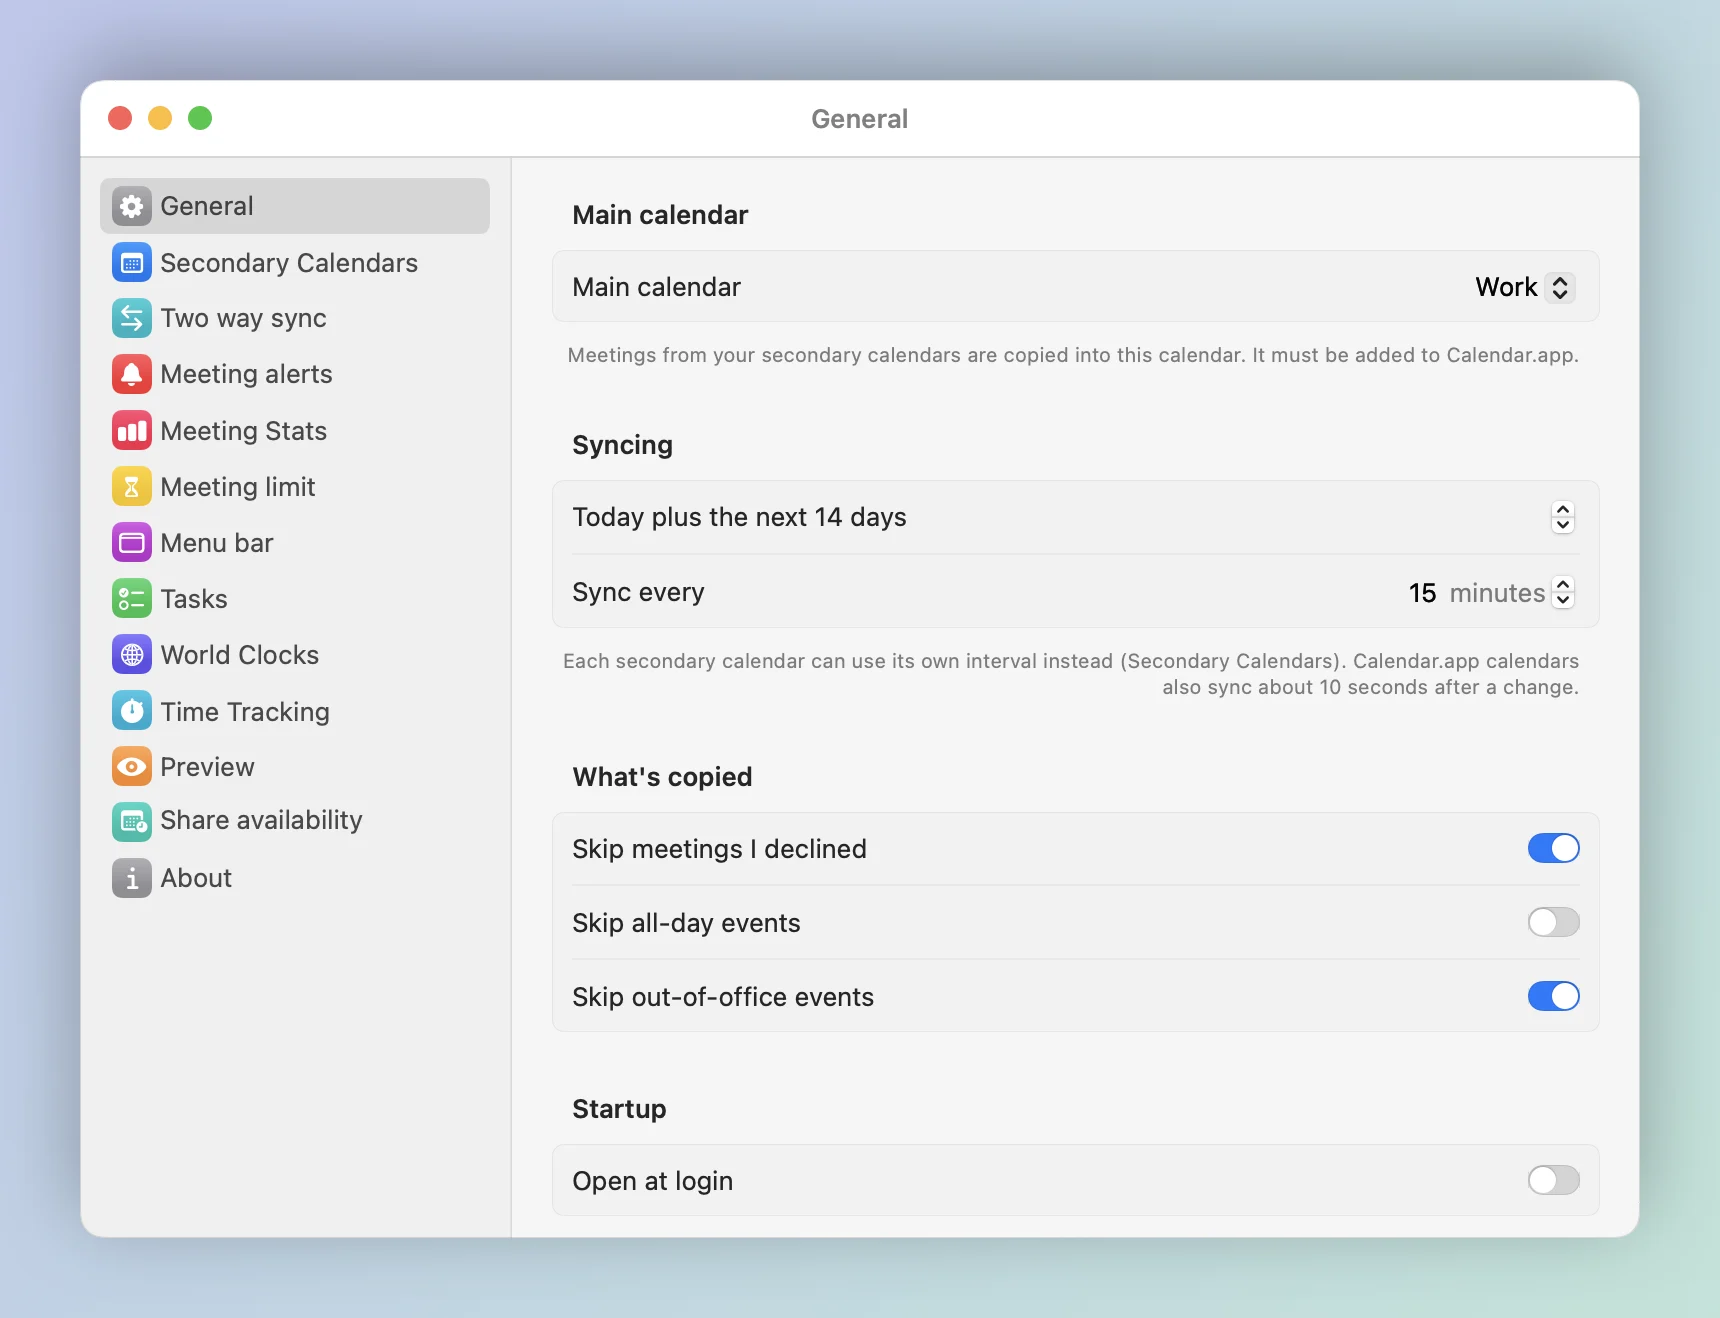 General
General
Secondary Calendars
Two way sync
Meeting alerts
Meeting Stats
Meeting limit
Menu bar
Tasks
World Clocks
Time Tracking
Preview
Share availability
About
Main calendar
Main calendar Work
Meetings from your secondary calendars are copied into this calendar. It must be added to Calendar.app.
Syncing
Today plus the next 14 days
Sync every 15 minutes
Each secondary calendar can use its own interval instead (Secondary Calendars). Calendar.app calendars
also sync about 10 seconds after a change.
What's copied
Skip meetings I declined
Skip all-day events
Skip out-of-office events
Startup
Open at login